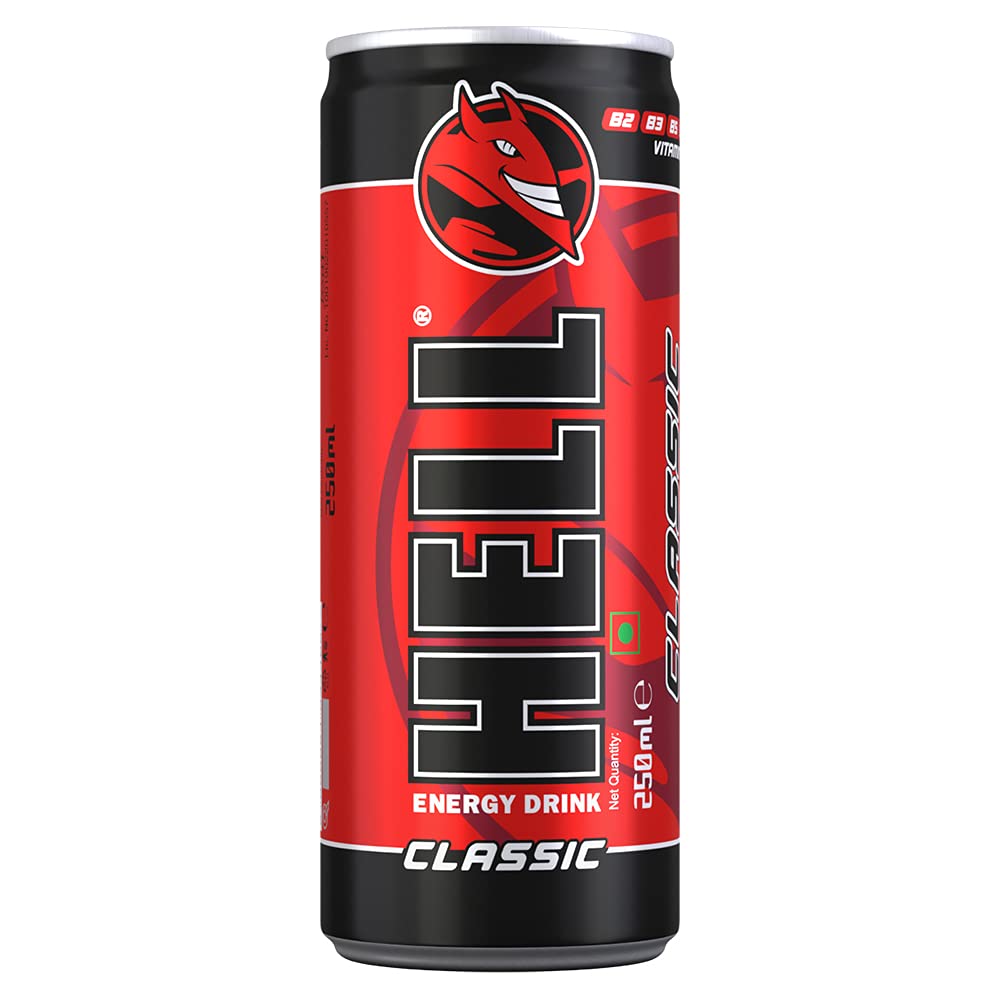 B2 B3 B5
HELL®
ENERGY DRINK
CLASSIC
CLASSIC
Net Quantity:
250ml ℮
250ml